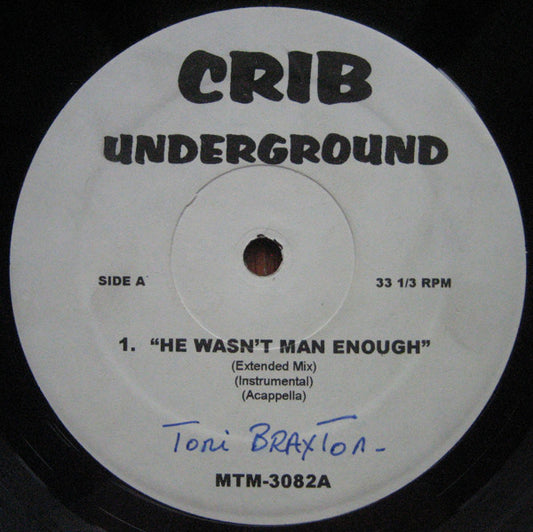 CRIB
UNDERGROUND
SIDE A
33 1/3 RPM
1. "HE WASN'T MAN ENOUGH"
(Extended Mix)
(Instrumental)
(Acappella)
Toni BRAXTON-
MTM-3082A